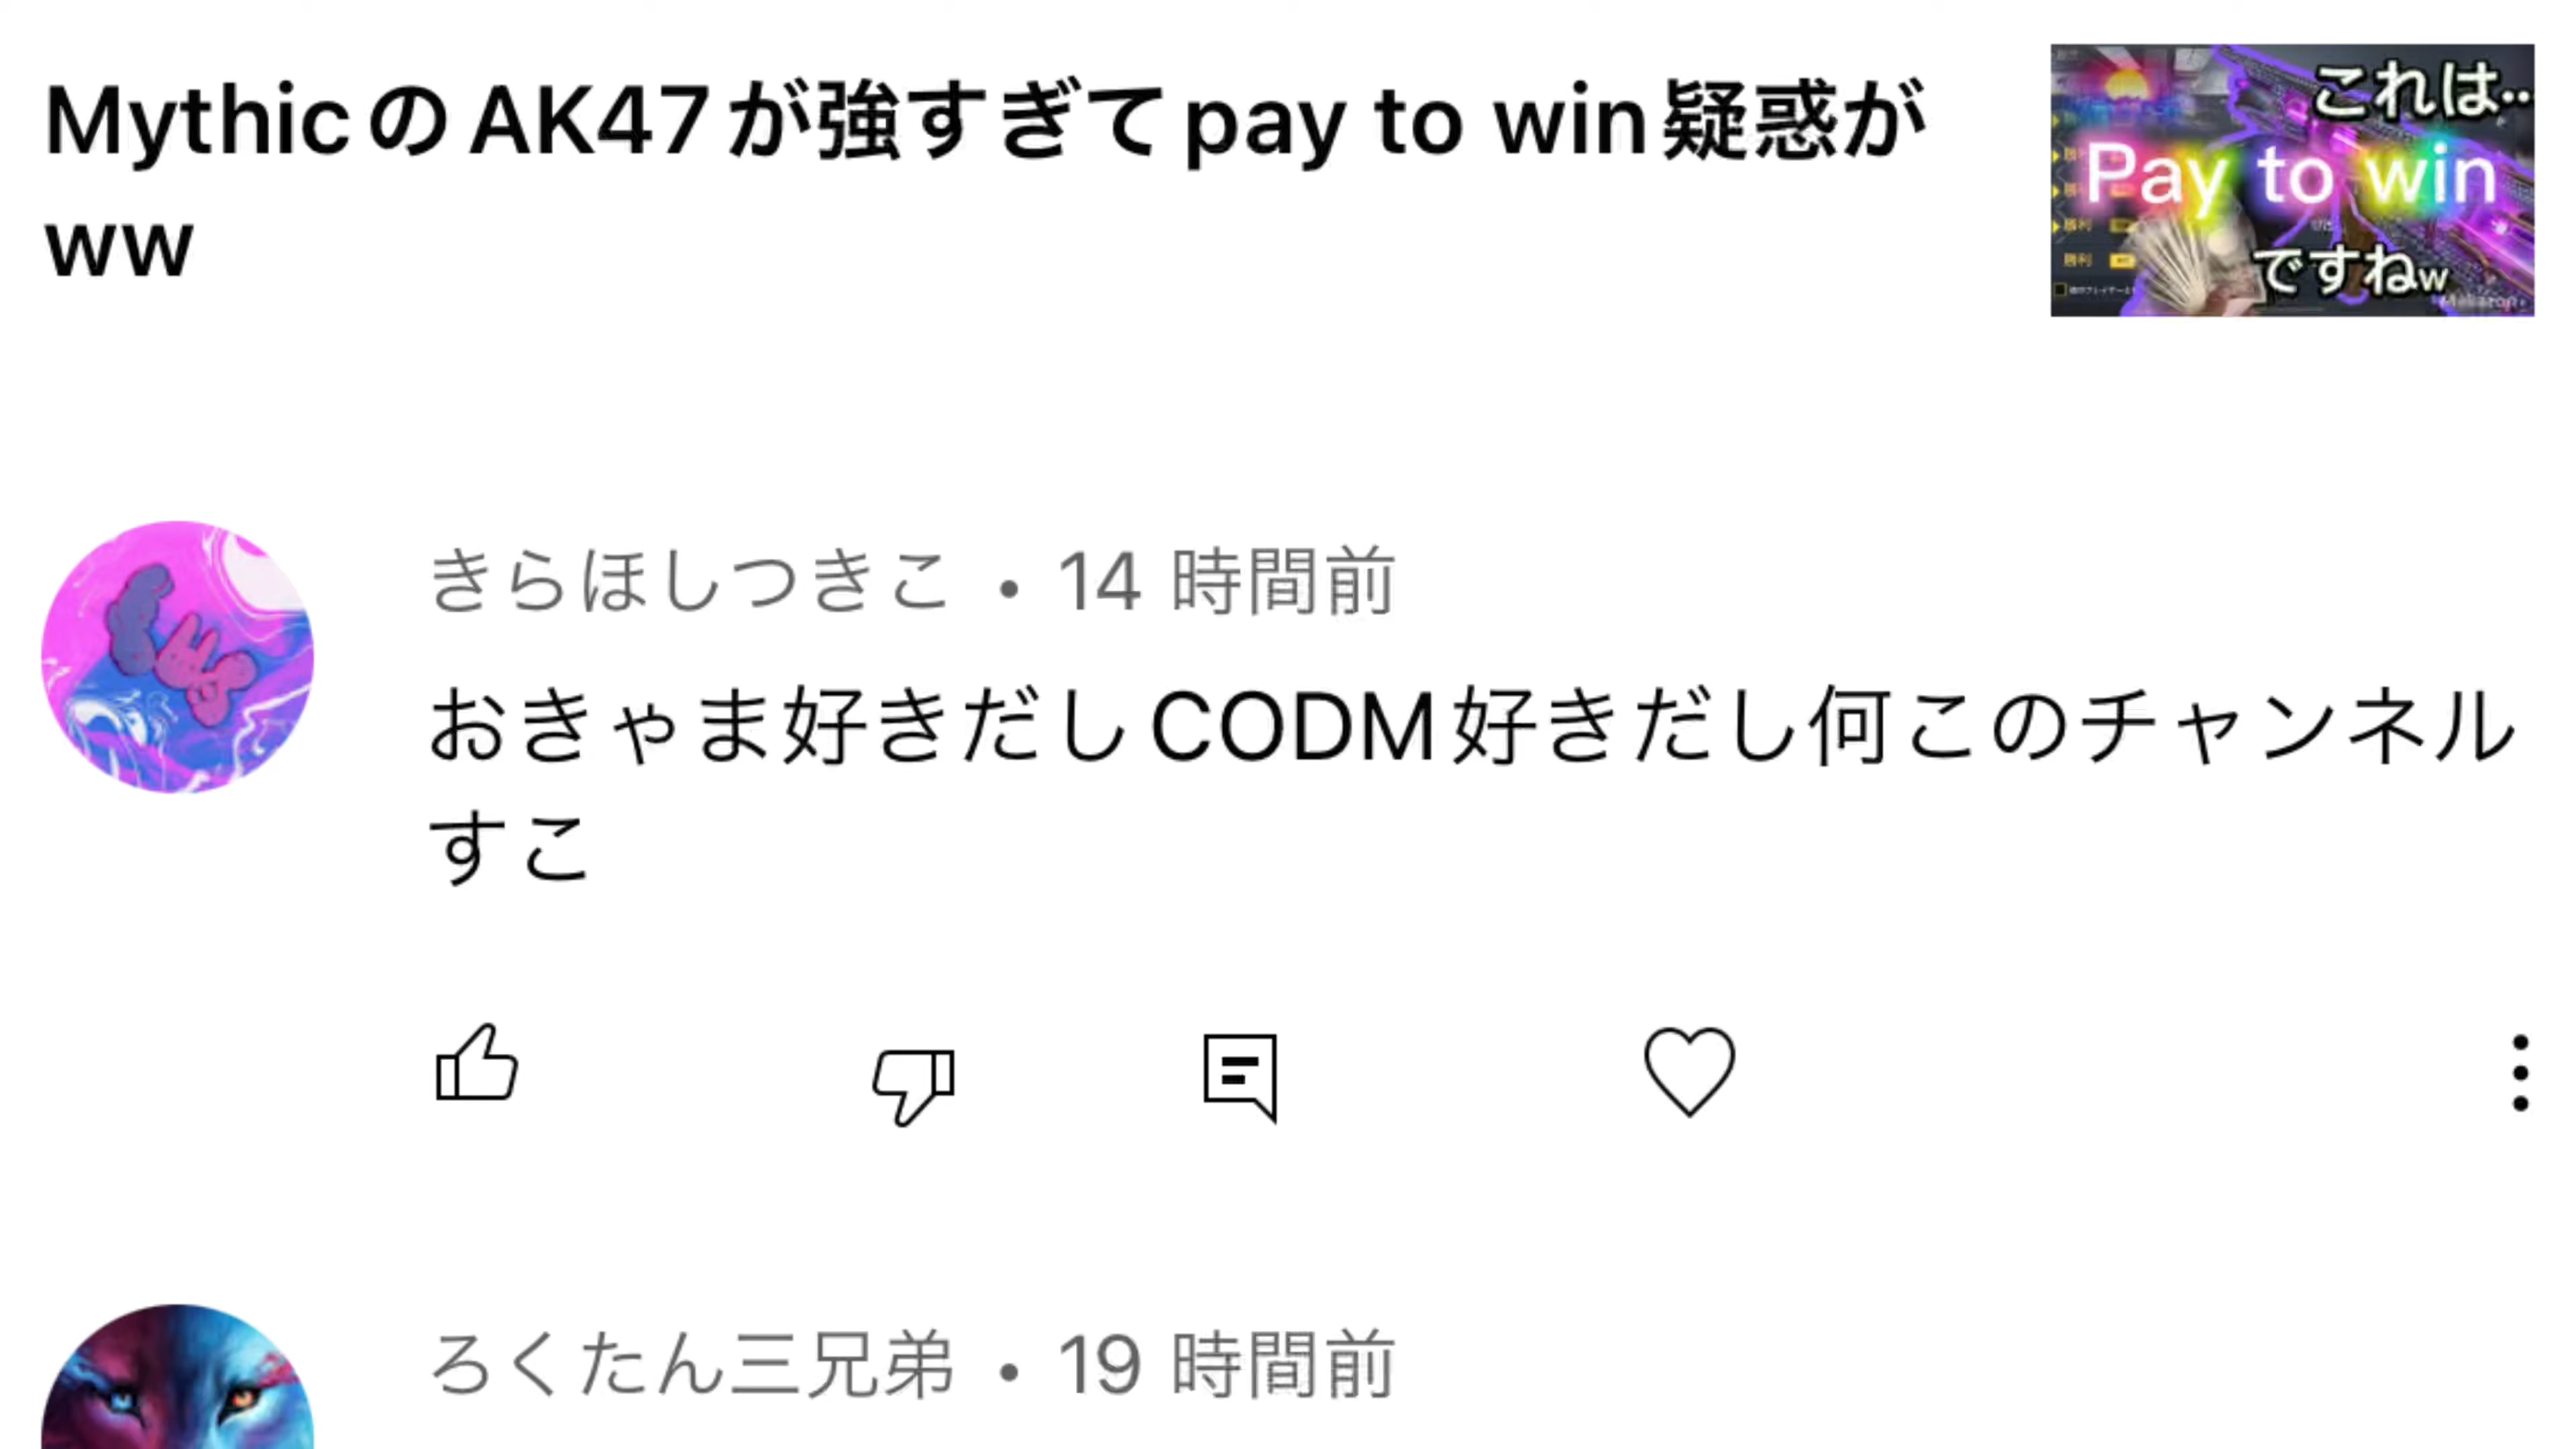 MythicのAK47が強すぎてpay to win疑惑が
ww
これは‥
Pay to win
勝利
勝利
ですねw
きらほしつきこ • 14 時間前
おきゃま好きだしCODM好きだし何このチャンネル
すこ
ろくたん三兄弟 • 19 時間前